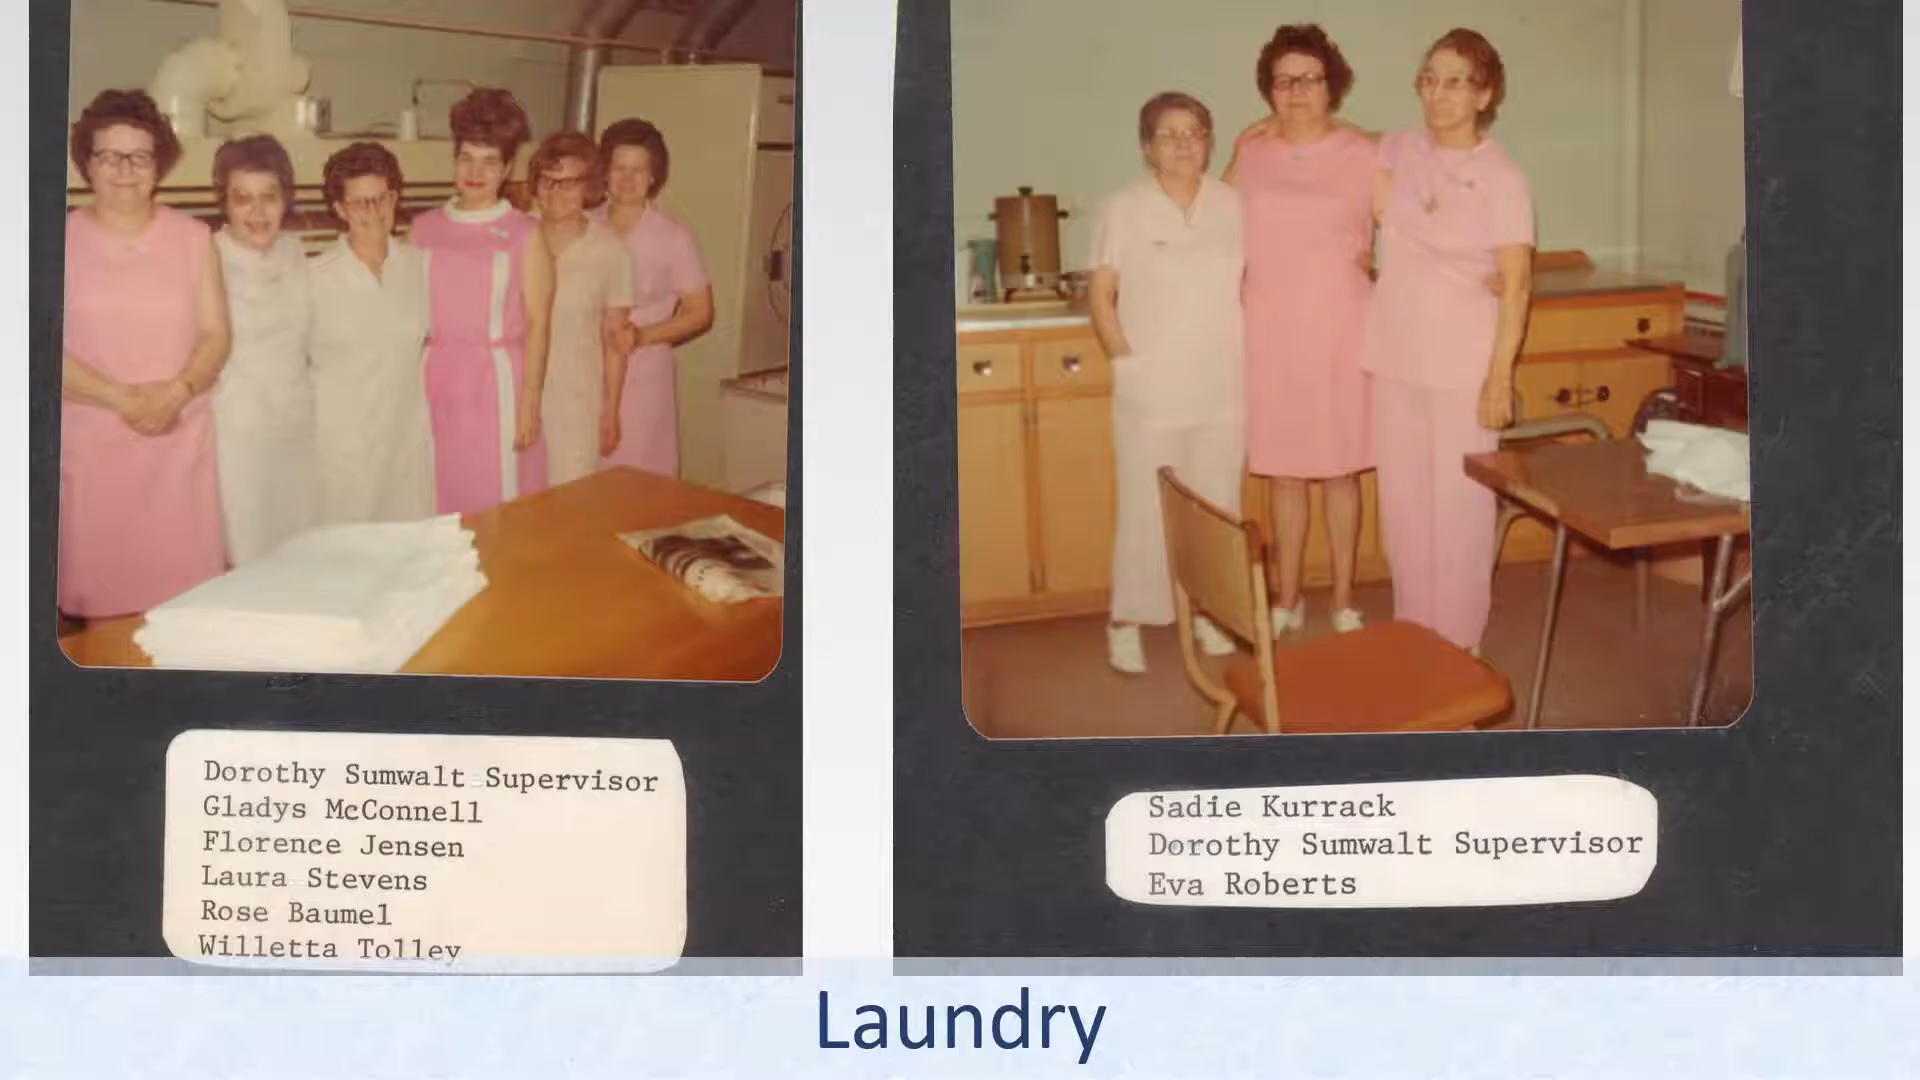 Dorothy Sumwalt Supervisor
Gladys McConnell
Florence Jensen
Laura Stevens
Rose Baumel
Willetta Tolley
Sadie Kurrack
Dorothy Sumwalt Supervisor
Eva Roberts
Laundry